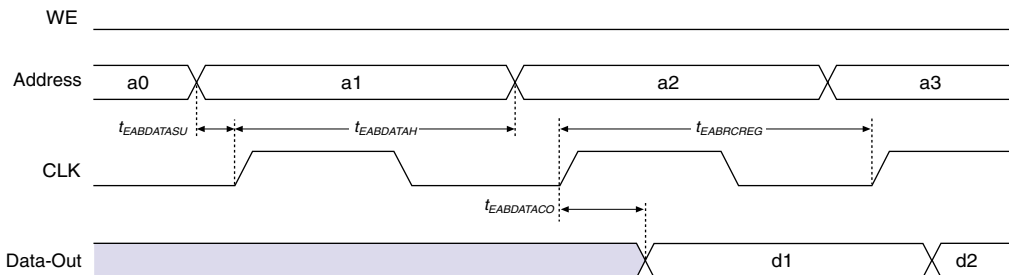 WE
Address a0 a1 a2 a3
tEABDATASU tEABDATAH tEABRCREG
CLK
tEABDATACO
Data-Out d1 d2